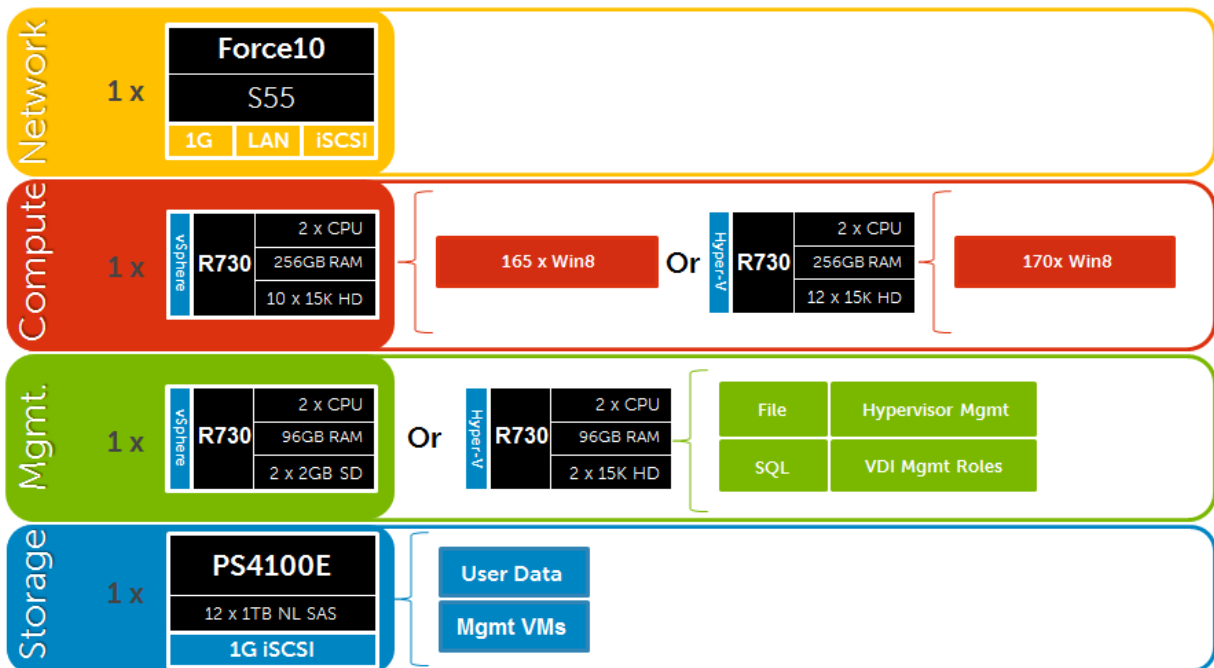 Network
1 x
Force10
S55
1G LAN iSCSI
Compute
1 x
vSphere
R730
2 x CPU
256GB RAM
10 x 15K HD
165 x Win8
Or
Hyper-V
R730
2 x CPU
256GB RAM
12 x 15K HD
170x Win8
Mgmt.
1 x
vSphere
R730
2 x CPU
96GB RAM
2 x 2GB SD
Or
Hyper-V
R730
2 x CPU
96GB RAM
2 x 15K HD
File
Hypervisor Mgmt
SQL
VDI Mgmt Roles
Storage
1 x
PS4100E
12 x 1TB NL SAS
1G iSCSI
User Data
Mgmt VMs